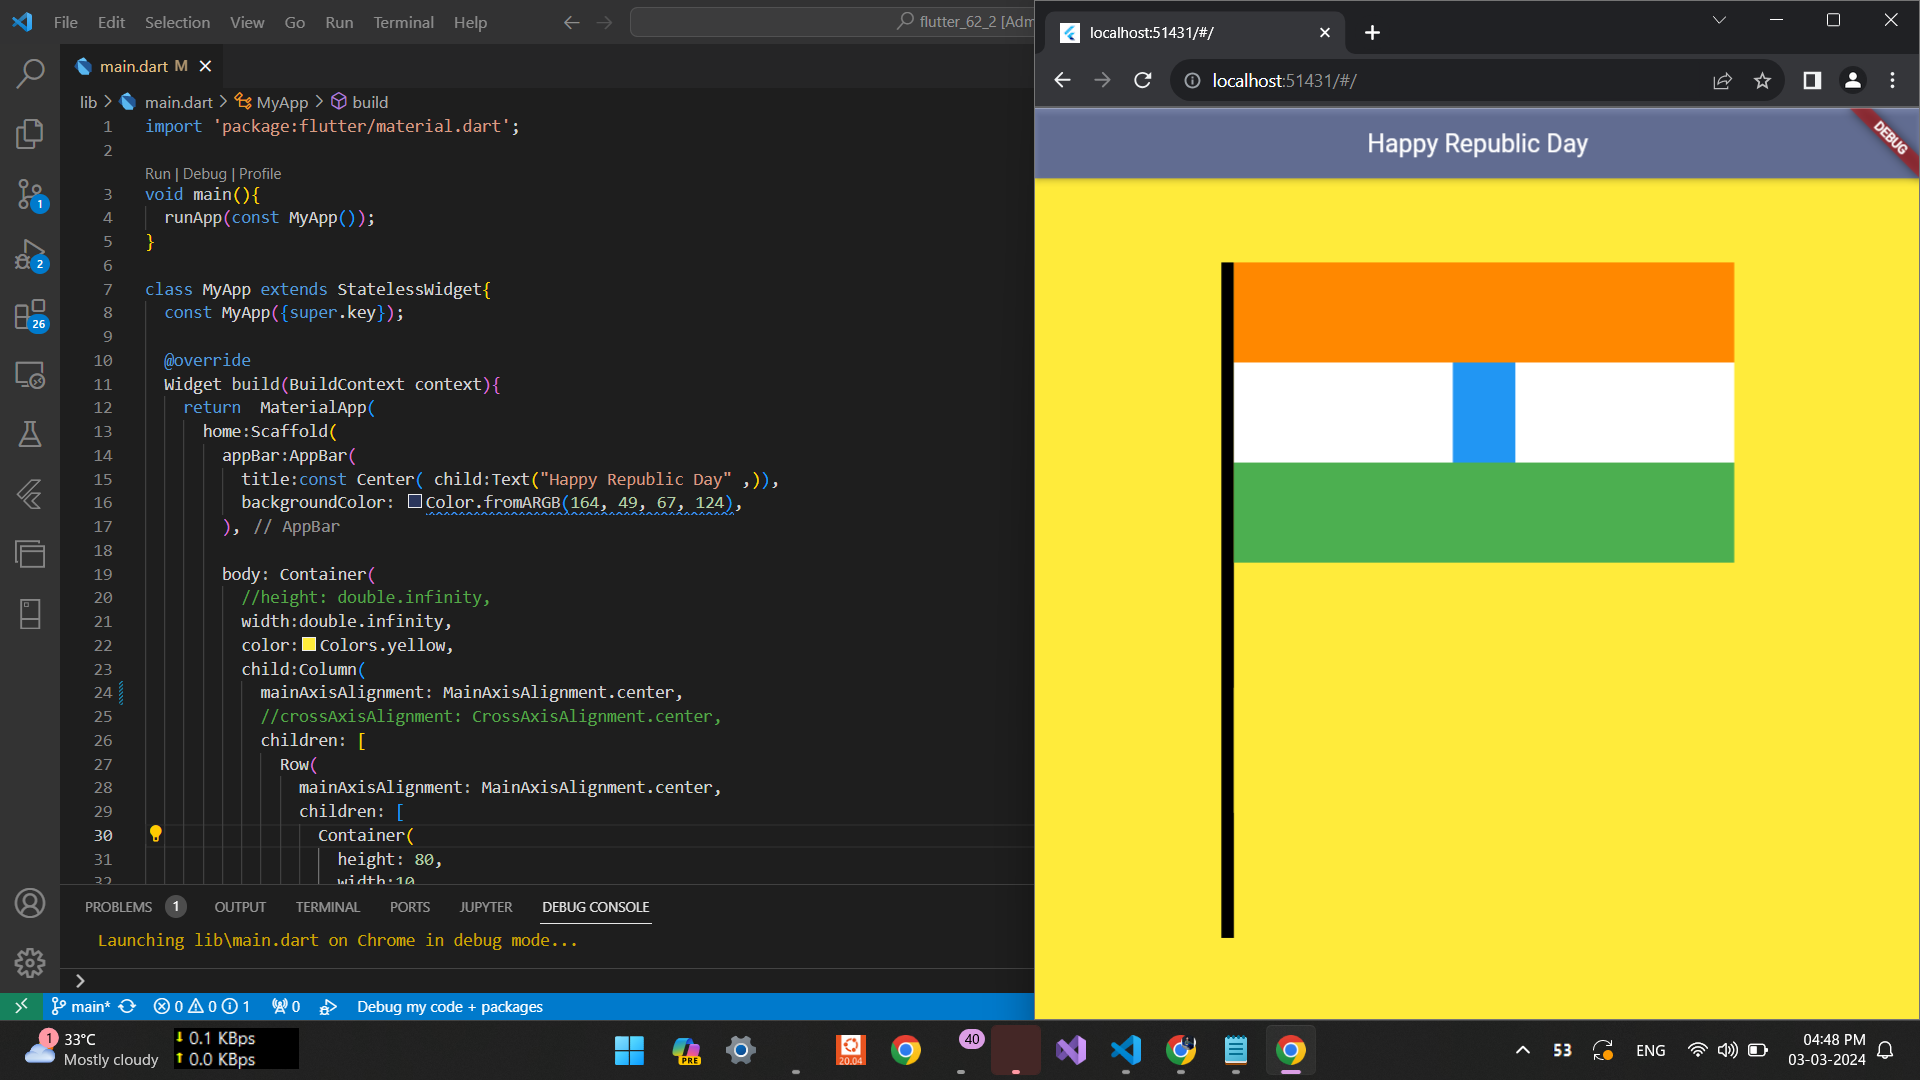 File Edit Selection View Go Run Terminal Help
flutter_62_2 [Adm
main.dart M
lib > main.dart > MyApp > build
1 import 'package:flutter/material.dart';
2
Run | Debug | Profile
3 void main(){
4 runApp(const MyApp());
5 }
6
7 class MyApp extends StatelessWidget{
8 const MyApp({super.key});
9
10 @override
11 Widget build(BuildContext context){
12 return  MaterialApp(
13 home:Scaffold(
14 appBar:AppBar(
15 title:const Center( child:Text("Happy Republic Day" ,)),
16 backgroundColor: Color.fromARGB(164, 49, 67, 124),
17 ), // AppBar
18
19 body: Container(
20 //height: double.infinity,
21 width:double.infinity,
22 color:Colors.yellow,
23 child:Column(
24 mainAxisAlignment: MainAxisAlignment.center,
25 //crossAxisAlignment: CrossAxisAlignment.center,
26 children: [
27 Row(
28 mainAxisAlignment: MainAxisAlignment.center,
29 children: [
30 Container(
31 height: 80,
32 width:10
PROBLEMS 1 OUTPUT TERMINAL PORTS JUPYTER DEBUG CONSOLE
Launching lib\main.dart on Chrome in debug mode...
>
main* 0 0 1 0 Debug my code + packages
1
2
26
localhost:51431/#/
localhost:51431/#/
Happy Republic Day
DEBUG
1 33°C
Mostly cloudy
0.1 KBps
0.0 KBps
PRE
20.04
40
53
ENG
04:48 PM
03-03-2024